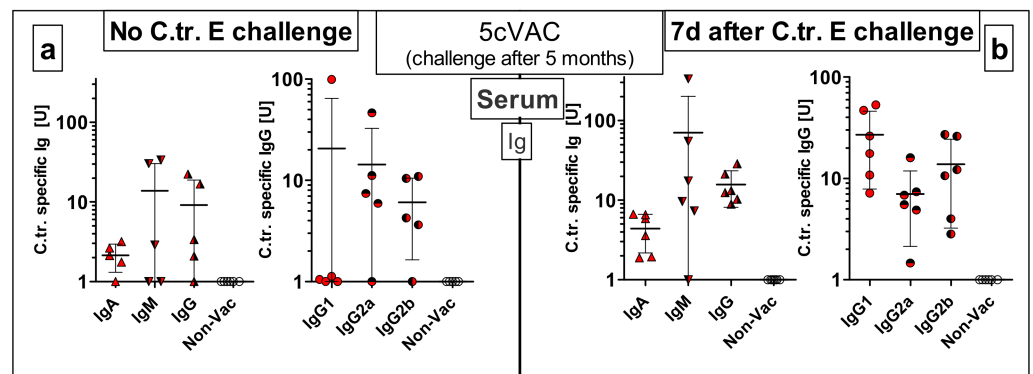 a
No C.tr. E challenge
5cVAC
(challenge after 5 months)
7d after C.tr. E challenge
b
Serum
Ig
C.tr. specific Ig [U]
100
10
1
IgA
IgM
IgG
Non-Vac
C.tr. specific IgG [U]
100
10
1
IgG1
IgG2a
IgG2b
Non-Vac
C.tr. specific Ig [U]
100
10
1
IgA
IgM
IgG
Non-Vac
C.tr. specific IgG [U]
100
10
1
IgG1
IgG2a
IgG2b
Non-Vac